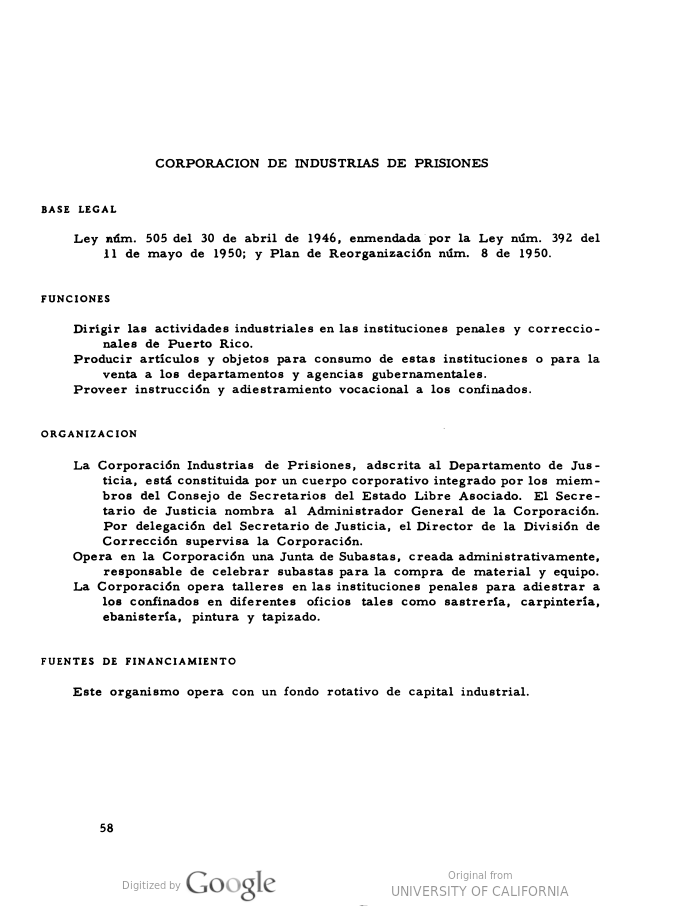 CORPORACION DE INDUSTRIAS DE PRISIONES
BASE LEGAL
Ley núm. 505 del 30 de abril de 1946, enmendada por la Ley núm. 392 del
11 de mayo de 1950; y Plan de Reorganización núm. 8 de 1950.
FUNCIONES
Dirigir las actividades industriales en las instituciones penales y correccio-
nales de Puerto Rico.
Producir artículos y objetos para consumo de estas instituciones o para la
venta a los departamentos y agencias gubernamentales.
Proveer instrucción y adiestramiento vocacional a los confinados.
ORGANIZACION
La Corporación Industrias de Prisiones, adscrita al Departamento de Jus-
ticia, está constituida por un cuerpo corporativo integrado por los miem-
bros del Consejo de Secretarios del Estado Libre Asociado. El Secre-
tario de Justicia nombra al Administrador General de la Corporación.
Por delegación del Secretario de Justicia, el Director de la División de
Corrección supervisa la Corporación.
Opera en la Corporación una Junta de Subastas, creada administrativamente,
responsable de celebrar subastas para la compra de material y equipo.
La Corporación opera talleres en las instituciones penales para adiestrar a
los confinados en diferentes oficios tales como sastrería, carpintería,
ebanistería, pintura y tapizado.
FUENTES DE FINANCIAMIENTO
Este organismo opera con un fondo rotativo de capital industrial.
58
Digitized by Google
Original from
UNIVERSITY OF CALIFORNIA